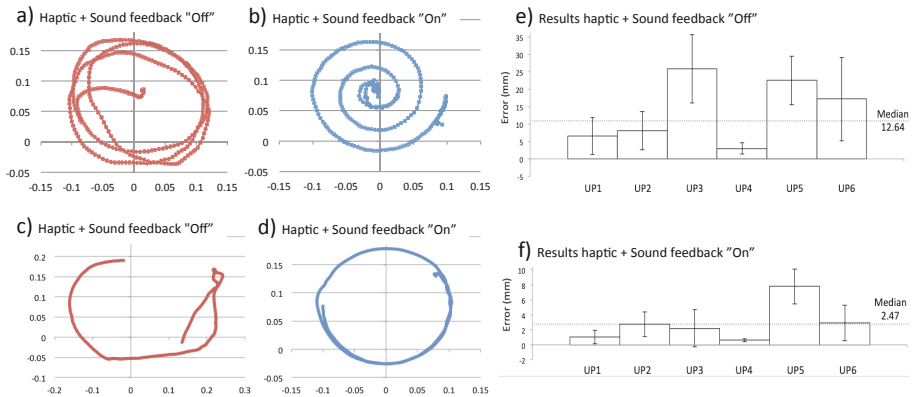 a) Haptic + Sound feedback "Off"
0.15
0.1
0.05
0
-0.05
-0.15 -0.1 -0.05 0 0.05 0.1 0.15
b) Haptic + Sound feedback ”On”
0.15
0.1
0.05
0
-0.05
-0.15 -0.1 -0.05 0 0.05 0.1 0.15
c) Haptic + Sound feedback "Off”
0.2
0.15
0.1
0.05
0
-0.05
-0.1
-0.2 -0.1 0.0 0.1 0.2 0.3
d) Haptic + Sound feedback ”On”
0.15
0.1
0.05
0
0.05
-0.15 -0.1 -0.05 0.00 0.05 0.1 0.15
e) Results haptic + Sound feedback ”Off”
Error (mm)
35
30
25
20
15
10
5
0
5
Median
12.64
UP1 UP2 UP3 UP4 UP5 UP6
f) Results haptic + Sound feedback ”On”
Error (mm)
10
8
6
4
2
0
-2
Median
2.47
UP1 UP2 UP3 UP4 UP5 UP6